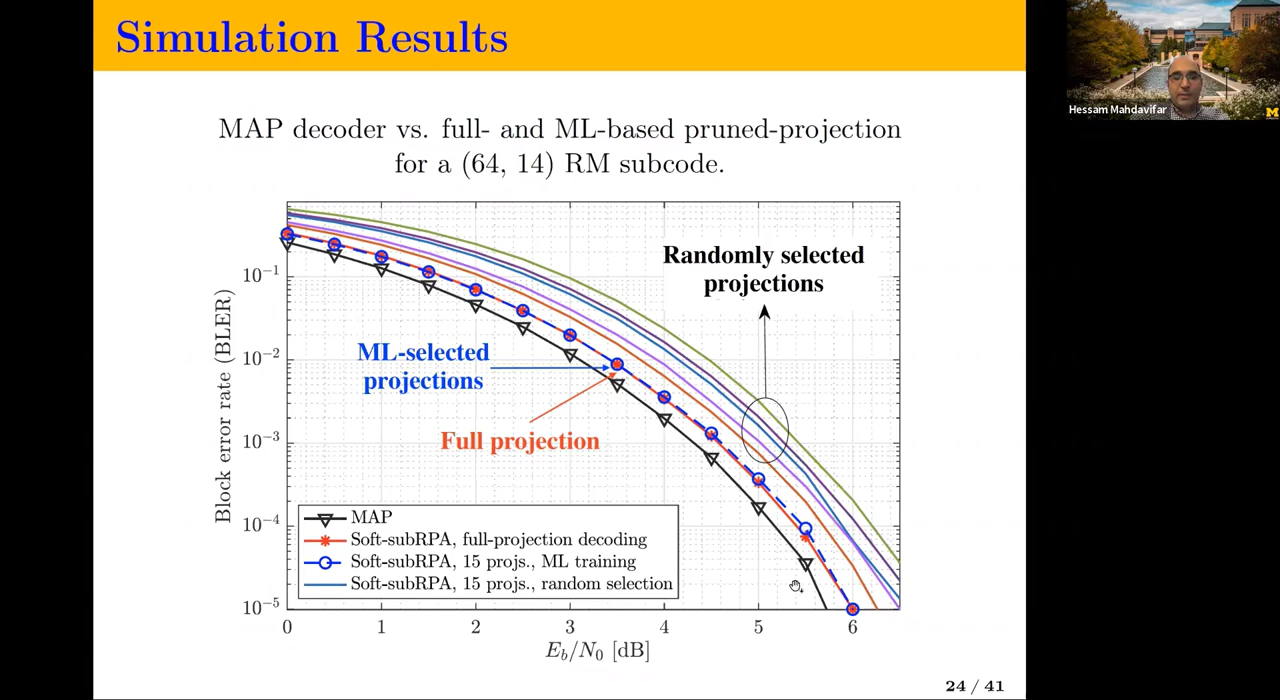 Simulation Results
Hessam Mahdavifar
M
MAP decoder vs. full- and ML-based pruned-projection
for a (64, 14) RM subcode.
Randomly selected
projections
ML-selected
projections
Full projection
Block error rate (BLER)
10⁻¹
10⁻²
10⁻³
10⁻⁴
10⁻⁵
MAP
Soft-subRPA, full-projection decoding
Soft-subRPA, 15 projs., ML training
Soft-subRPA, 15 projs., random selection
0 1 2 3 4 5 6
E_b/N_0 [dB]
24 / 41